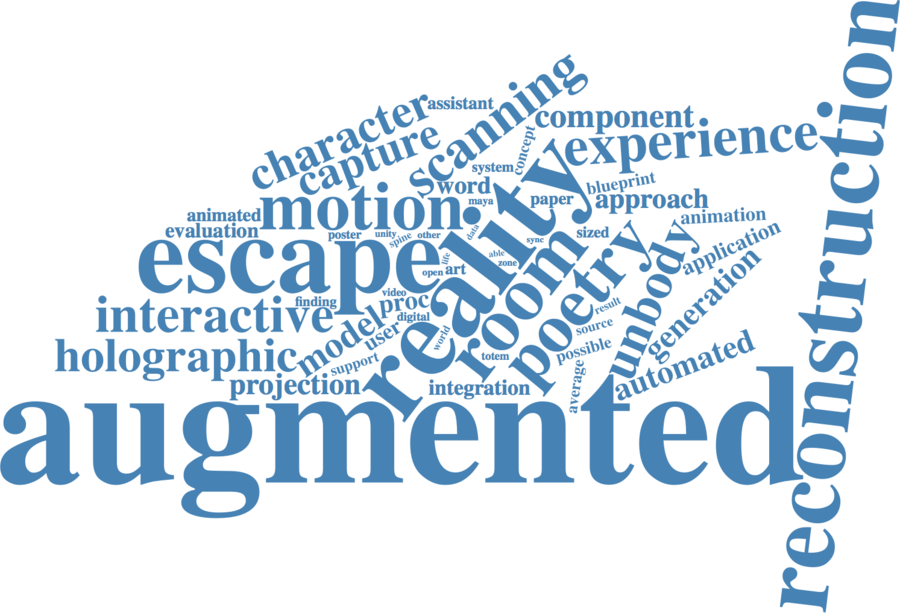 reconstruction
scanning
character
assistant
component
capture
experience
concept
system
word
blueprint
maya
paper
approach
motion
reality
animated
animation
evaluation
poster
unity
spine
other
data
sync
sized
escape
able
zone
life
open
art
room
poetry
unbody
application
generation
video
finding
proc
interactive
digital
result
model
user
world
source
holographic
support
totem
possible
projection
integration
average
automated
augmented